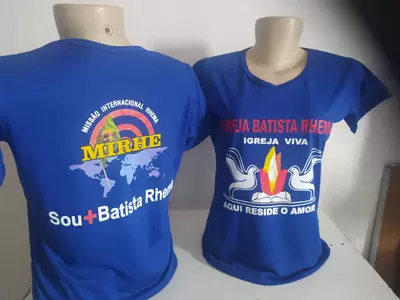 MISSÃO INTERNACIONAL RHEMA
MIRHE
Sou+Batista Rhema
IGREJA BATISTA RHEMA
IGREJA VIVA
AQUI RESIDE O AMOR